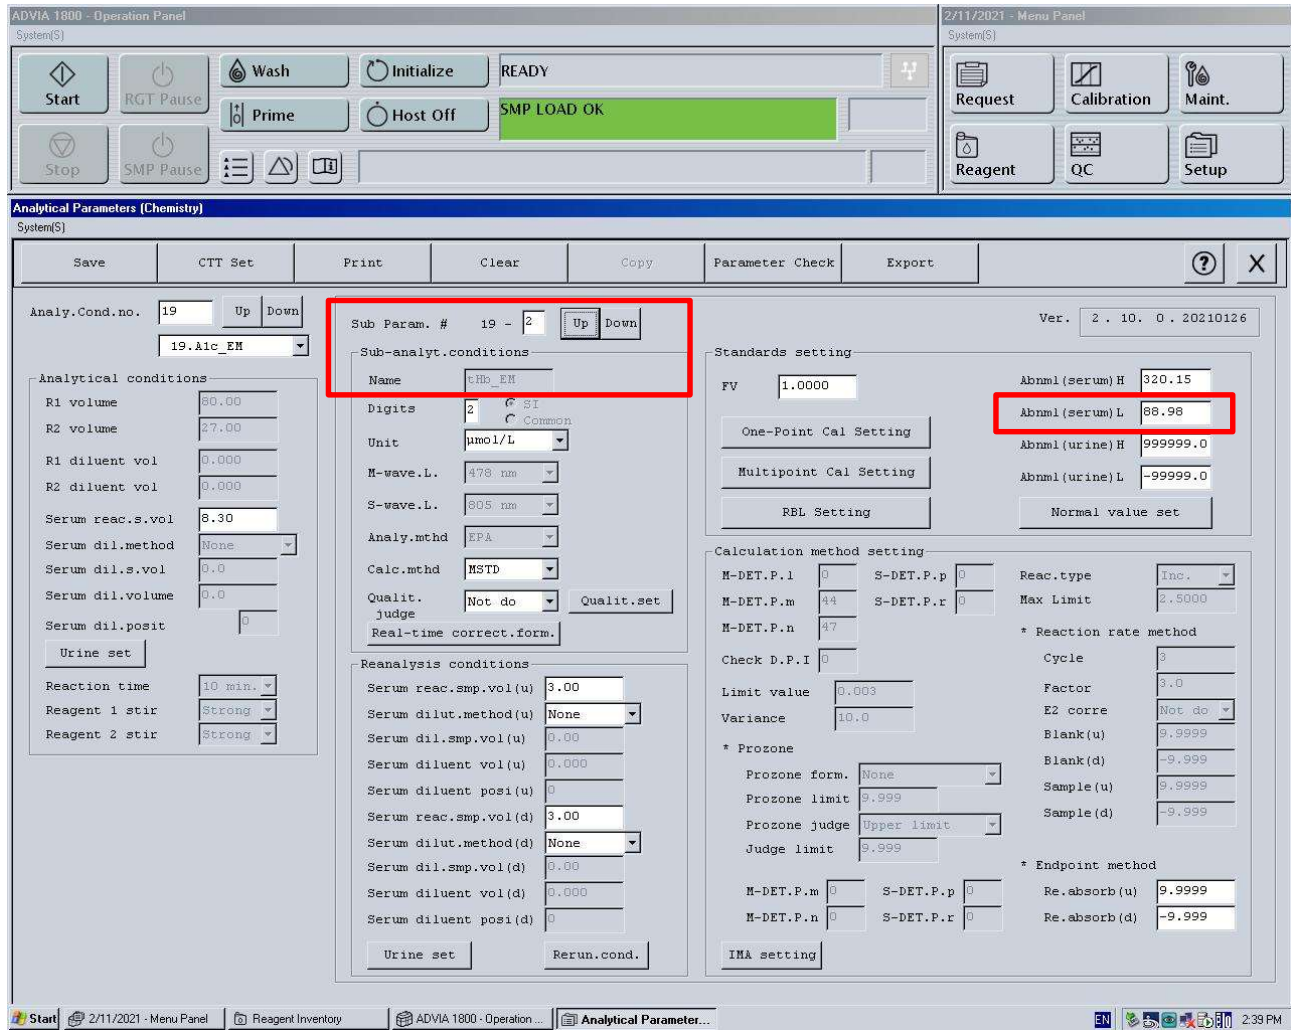 ADVIA 1800 - Operation Panel
System(S)
Start
RGT Pause
Wash
Initialize
READY
Prime
Host Off
SMP LOAD OK
Stop
SMP Pause
2/11/2021 - Menu Panel
System(S)
Request
Calibration
Maint.
Reagent
QC
Setup
Analytical Parameters (Chemistry)
System(S)
Save
CTT Set
Print
Clear
Copy
Parameter Check
Export
?
X
Analy.Cond.no. 19 Up Down
19.A1c_EM
Analytical conditions
R1 volume 80.00
R2 volume 27.00
R1 diluent vol 0.000
R2 diluent vol 0.000
Serum reac.s.vol 8.30
Serum dil.method None
Serum dil.s.vol 0.0
Serum dil.volume 0.0
Serum dil.posit 0
Urine set
Reaction time 10 min.
Reagent 1 stir Strong
Reagent 2 stir Strong
Sub Param. # 19 - 2 Up Down
Sub-analyt.conditions
Name tHb_EM
Digits 2 SI
Common
Unit µmol/L
M-wave.L. 478 nm
S-wave.L. 805 nm
Analy.mthd EPA
Calc.mthd MSTD
Qualit.
judge Not do Qualit.set
Real-time correct.form.
Reanalysis conditions
Serum reac.smp.vol(u) 3.00
Serum dilut.method(u) None
Serum dil.smp.vol(u) 0.00
Serum diluent vol(u) 0.000
Serum diluent posi(u) 0
Serum reac.smp.vol(d) 3.00
Serum dilut.method(d) None
Serum dil.smp.vol(d) 0.00
Serum diluent vol(d) 0.000
Serum diluent posi(d) 0
Urine set
Rerun.cond.
Ver. 2 . 10. 0 . 20210126
Standards setting
FV 1.0000
One-Point Cal Setting
Multipoint Cal Setting
RBL Setting
Abnml(serum)H 320.15
Abnml(serum)L 88.98
Abnml(urine)H 999999.0
Abnml(urine)L -99999.0
Normal value set
Calculation method setting
M-DET.P.l 0 S-DET.P.p 0
M-DET.P.m 44 S-DET.P.r 0
M-DET.P.n 47
Check D.P.I 0
Limit value 0.003
Variance 10.0
* Prozone
Prozone form. None
Prozone limit 9.999
Prozone judge Upper limit
Judge limit 9.999
M-DET.P.m 0 S-DET.P.p 0
M-DET.P.n 0 S-DET.P.r 0
IMA setting
Reac.type Inc.
Max Limit 2.5000
* Reaction rate method
Cycle 3
Factor 3.0
E2 corre Not do
Blank(u) 9.9999
Blank(d) -9.999
Sample(u) 9.9999
Sample(d) -9.999
* Endpoint method
Re.absorb(u) 9.9999
Re.absorb(d) -9.999
Start
2/11/2021 - Menu Panel
Reagent Inventory
ADVIA 1800 - Operation ...
Analytical Parameter...
EN
2:39 PM